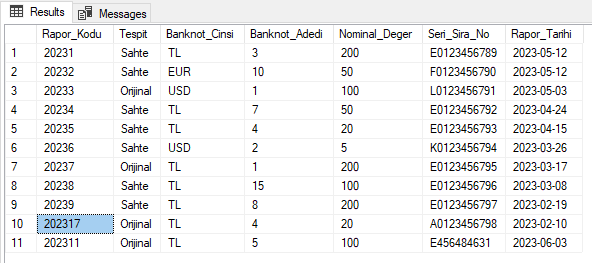 Results Messages
Rapor_Kodu Tespit Banknot_Cinsi Banknot_Adedi Nominal_Deger Seri_Sira_No Rapor_Tarihi
1 20231 Sahte TL 3 200 E0123456789 2023-05-12
2 20232 Sahte EUR 10 50 F0123456790 2023-05-12
3 20233 Orijinal USD 1 100 L0123456791 2023-05-03
4 20234 Sahte TL 7 50 E0123456792 2023-04-24
5 20235 Sahte TL 4 20 E0123456793 2023-04-15
6 20236 Sahte USD 2 5 K0123456794 2023-03-26
7 20237 Orijinal TL 1 200 E0123456795 2023-03-17
8 20238 Sahte TL 15 100 E0123456796 2023-03-08
9 20239 Sahte TL 8 200 E0123456797 2023-02-19
10 202317 Orijinal TL 4 20 A0123456798 2023-02-10
11 202311 Orijinal TL 5 100 E456484631 2023-06-03